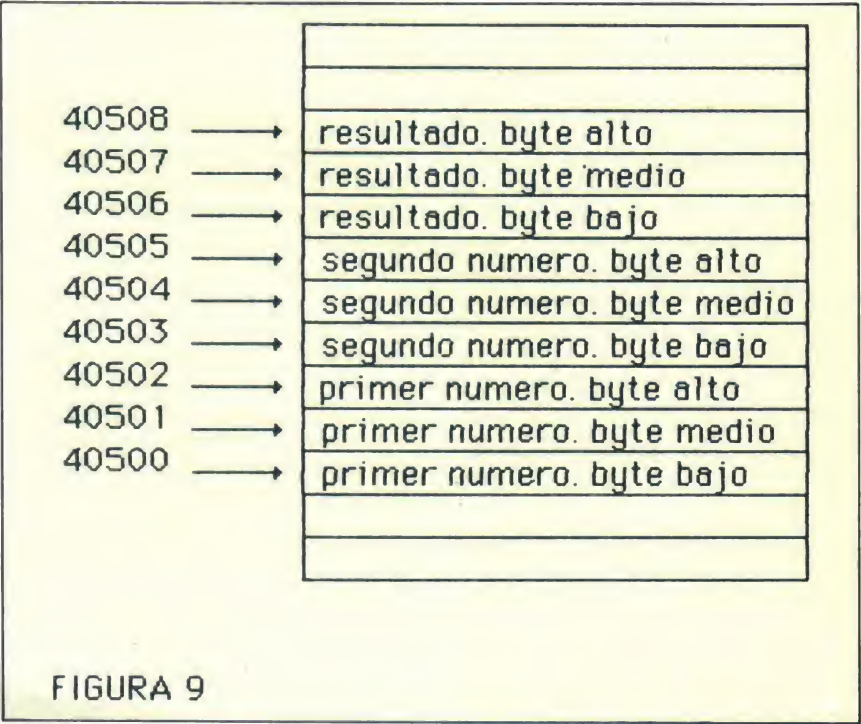 40508 resultado. byte alto
40507 resultado. byte medio
40506 resultado. byte bajo
40505 segundo numero. byte alto
40504 segundo numero. byte medio
40503 segundo numero. byte bajo
40502 primer numero. byte alto
40501 primer numero. byte medio
40500 primer numero. byte bajo
FIGURA 9